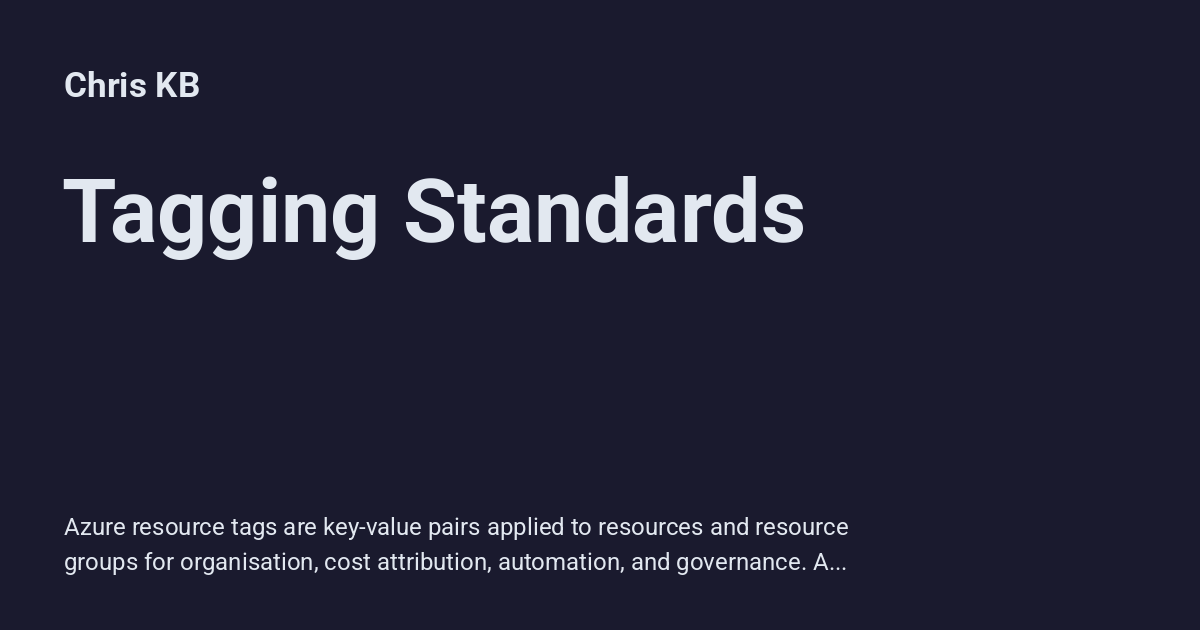 Chris KB
Tagging Standards
Azure resource tags are key-value pairs applied to resources and resource
groups for organisation, cost attribution, automation, and governance. A...